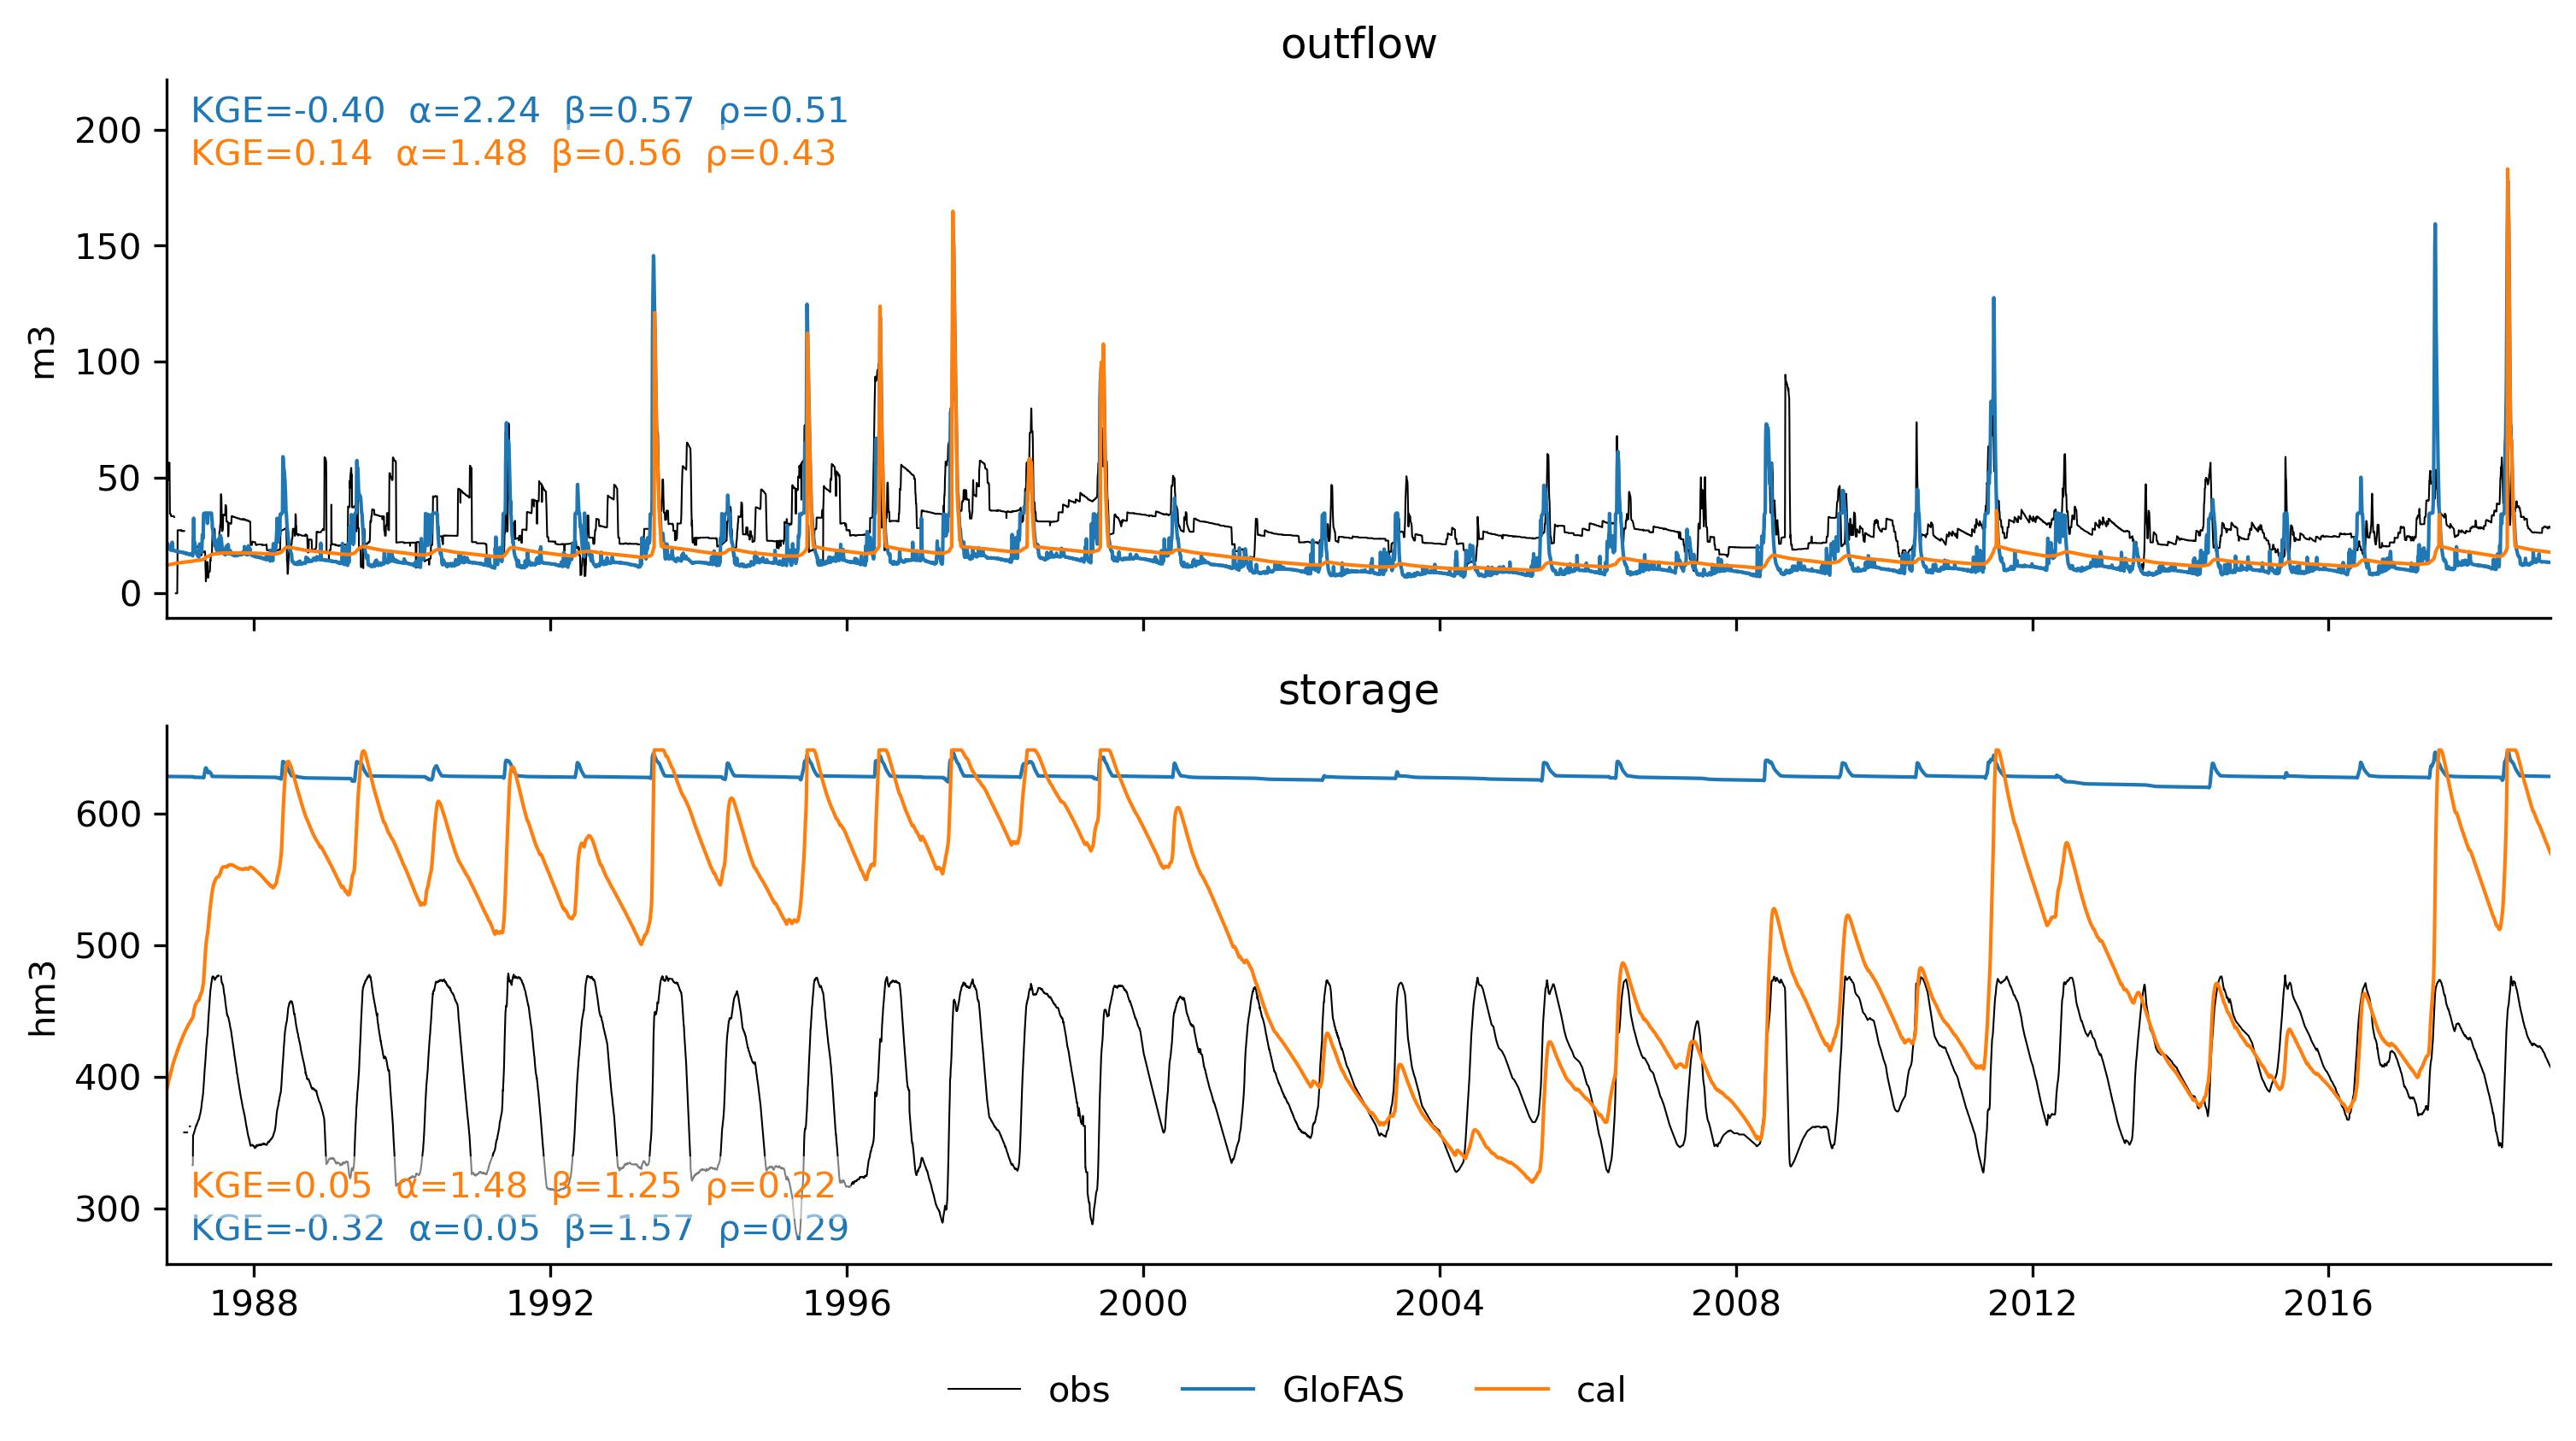 outflow
KGE=-0.40 α=2.24 β=0.57 ρ=0.51
KGE=0.14 α=1.48 β=0.56 ρ=0.43
200
150
100
50
0
m3
storage
600
500
400
300
hm3
KGE=0.05 α=1.48 β=1.25 ρ=0.22
KGE=-0.32 α=0.05 β=1.57 ρ=0.29
1988 1992 1996 2000 2004 2008 2012 2016
obs GloFAS cal